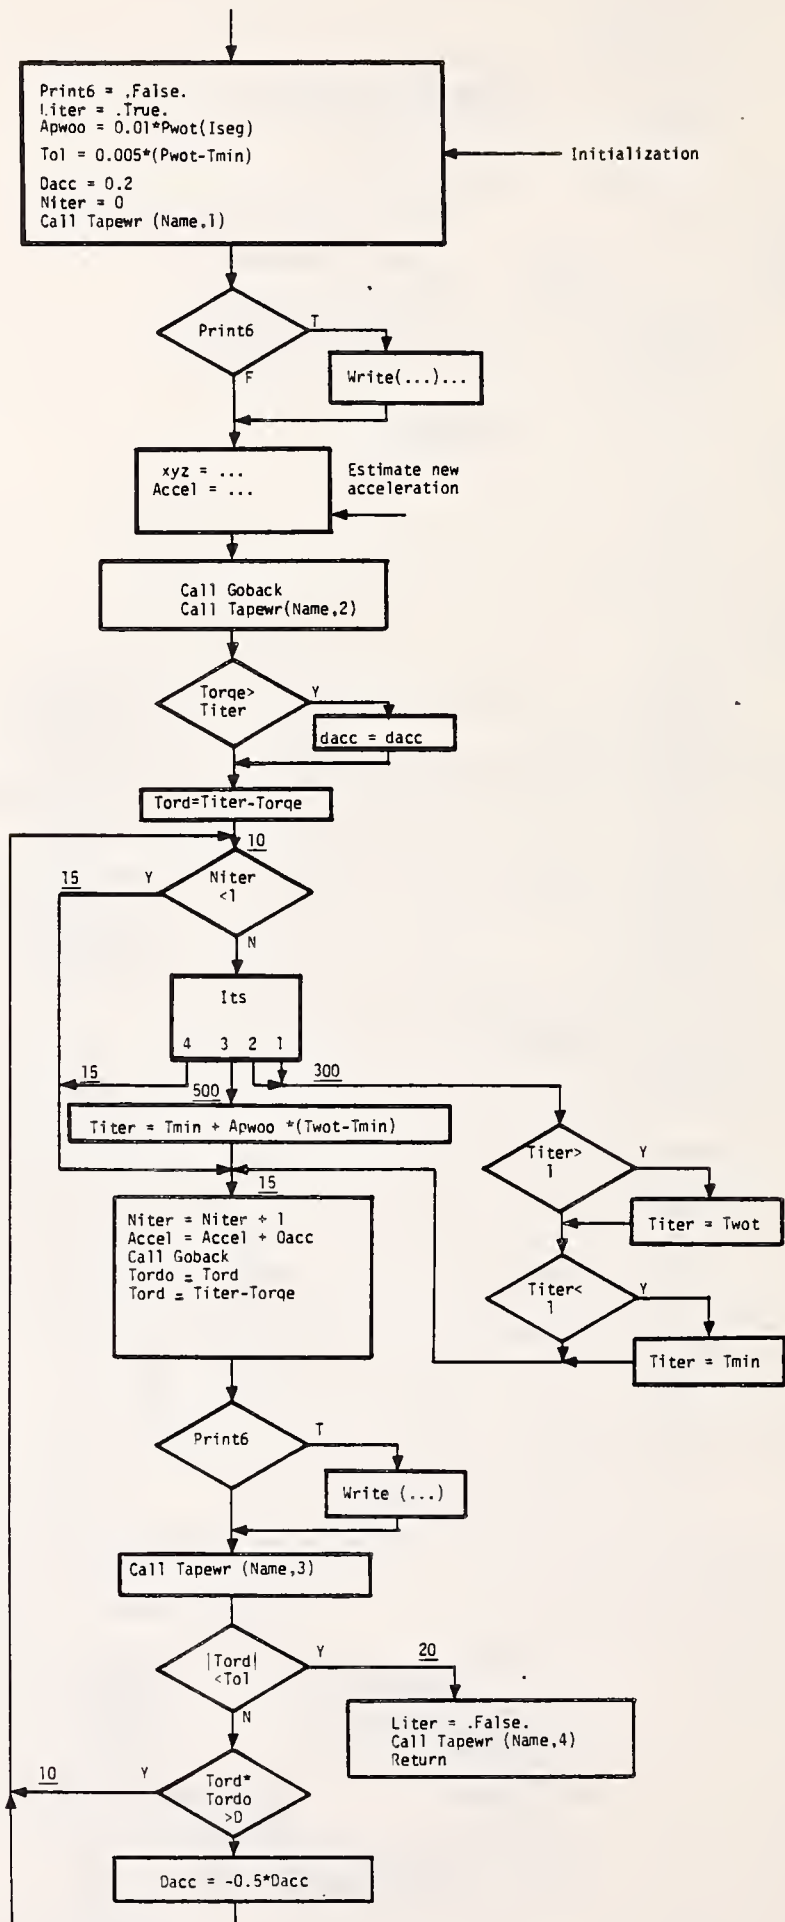 Print6 = .False.
Liter = .True.
Apwoo = 0.01*Pwot(Iseg)
Tol = 0.005*(Pwot-Tmin)
Dacc = 0.2
Niter = 0
Call Tapewr (Name,1)
Initialization
Print6
T
F
Write(...)...
xyz = ...
Accel = ...
Estimate new
acceleration
Call Goback
Call Tapewr(Name,2)
Torqe>
Titer
Y
dacc = dacc
Tord=Titer-Torqe
10
15
Y
Niter
<1
N
Its
4 3 2 1
15
500
300
Titer = Tmin + Apwoo *(Twot-Tmin)
Titer>
1
Y
Titer = Twot
15
Niter = Niter + 1
Accel = Accel + Dacc
Call Goback
Tordo = Tord
Tord = Titer-Torqe
Titer<
1
Y
Titer = Tmin
Print6
T
Write (...)
Call Tapewr (Name,3)
|Tord|
<Tol
Y
20
N
Liter = .False.
Call Tapewr (Name,4)
Return
10
Y
Tord*
Tordo
>0
Dacc = -0.5*Dacc